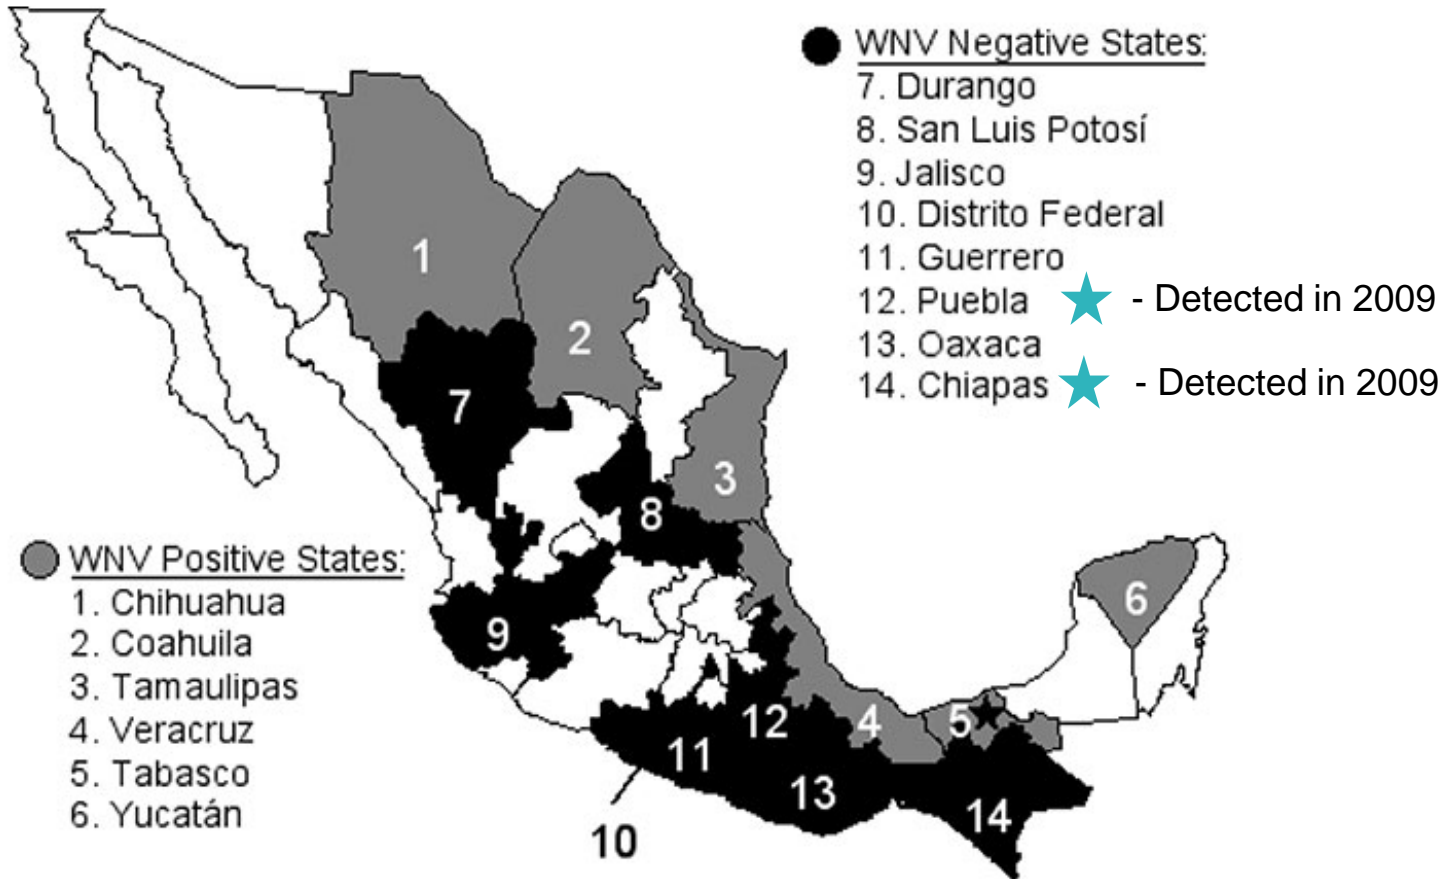 WNV Negative States:
7. Durango
8. San Luis Potosí
9. Jalisco
10. Distrito Federal
11. Guerrero
12. Puebla - Detected in 2009
13. Oaxaca
14. Chiapas - Detected in 2009
WNV Positive States:
1. Chihuahua
2. Coahuila
3. Tamaulipas
4. Veracruz
5. Tabasco
6. Yucatán
1
2
7
3
8
6
9
12
4
5
11
13
14
10